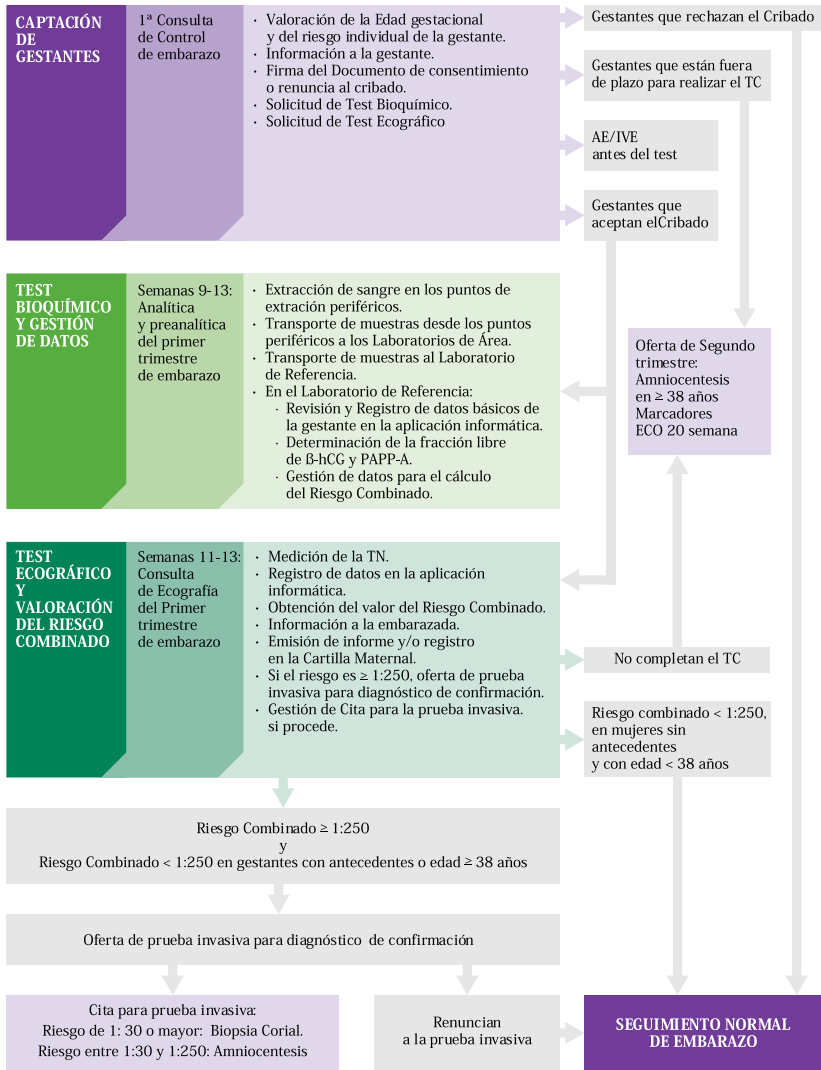 CAPTACIÓN
DE
GESTANTES
1ª Consulta
de Control
de embarazo
· Valoración de la Edad gestacional
y del riesgo individual de la gestante.
· Información a la gestante.
· Firma del Documento de consentimiento
o renuncia al cribado.
· Solicitud de Test Bioquímico.
· Solicitud de Test Ecográfico
Gestantes que rechazan el Cribado
Gestantes que están fuera
de plazo para realizar el TC
AE/IVE
antes del test
Gestantes que
aceptan elCribado
TEST
BIOQUÍMICO
Y GESTIÓN
DE DATOS
Semanas 9-13:
Analítica
y preanalítica
del primer
trimestre
de embarazo
· Extracción de sangre en los puntos de
extración periféricos.
· Transporte de muestras desde los puntos
periféricos a los Laboratorios de Área.
· Transporte de muestras al Laboratorio
de Referencia.
· En el Laboratorio de Referencia:
· Revisión y Registro de datos básicos de
la gestante en la aplicación informática.
· Determinación de la fracción libre
de ß-hCG y PAPP-A.
· Gestión de datos para el cálculo
del Riesgo Combinado.
Oferta de Segundo
trimestre:
Amniocentesis
en ≥ 38 años
Marcadores
ECO 20 semana
TEST
ECOGRÁFICO
Y
VALORACIÓN
DEL RIESGO
COMBINADO
Semanas 11-13:
Consulta
de Ecografía
del Primer
trimestre
de embarazo
· Medición de la TN.
· Registro de datos en la aplicación
informática.
· Obtención del valor del Riesgo Combinado.
· Información a la embarazada.
· Emisión de informe y/o registro
en la Cartilla Maternal.
· Si el riesgo es ≥ 1:250, oferta de prueba
invasiva para diagnóstico de confirmación.
· Gestión de Cita para la prueba invasiva.
si procede.
No completan el TC
Riesgo combinado < 1:250,
en mujeres sin
antecedentes
y con edad < 38 años
Riesgo Combinado ≥ 1:250
y
Riesgo Combinado < 1:250 en gestantes con antecedentes o edad ≥ 38 años
Oferta de prueba invasiva para diagnóstico de confirmación
Cita para prueba invasiva:
Riesgo de 1: 30 o mayor: Biopsia Corial.
Riesgo entre 1:30 y 1:250: Amniocentesis
Renuncian
a la prueba invasiva
SEGUIMIENTO NORMAL
DE EMBARAZO